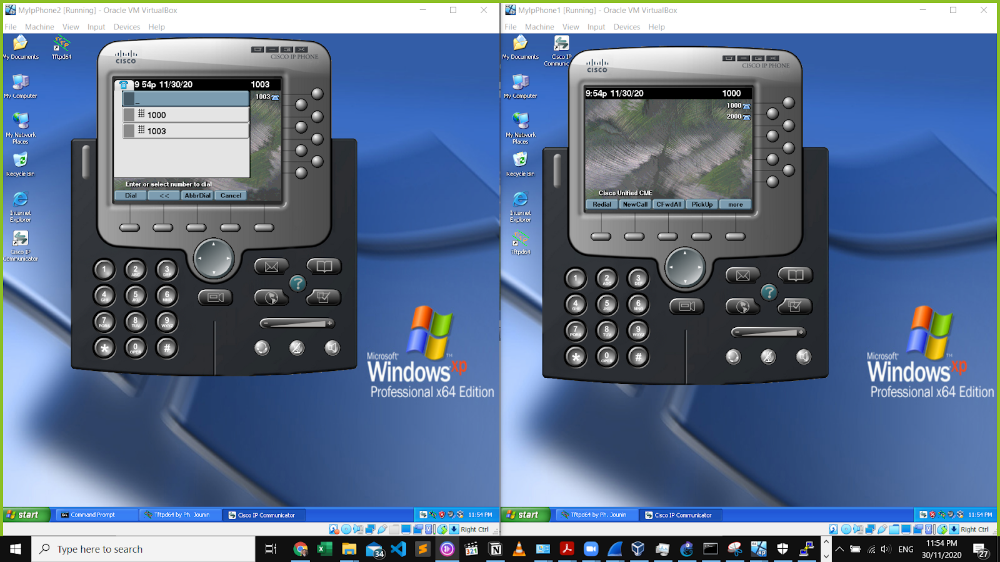 MyIpPhone2 [Running] - Oracle VM VirtualBox
File Machine View Input Devices Help
My Documents
Tftpd64
My Computer
My Network
Places
Recycle Bin
Internet
Explorer
Cisco IP
Communicator
CISCO
CISCO IP PHONE
9 54p 11/30/20 1003
1003
_
1000
1003
Enter or select number to dial
Dial << AbbrDial Cancel
1 2 ABC 3 DEF
4 GHI 5 JKL 6 MNO
7 PQRS 8 TUV 9 WXYZ
* 0 OPER #
?
- +
Microsoft®
Windows xp ™
Professional x64 Edition
start Command Prompt Tftpd64 by Ph. Jounin Cisco IP Communicator 11:54 PM
Right Ctrl
MyIpPhone1 [Running] - Oracle VM VirtualBox
File Machine View Input Devices Help
My Documents
Cisco IP
Communic
My Computer
My Network
Places
Recycle Bin
Internet
Explorer
Tftpd64
CISCO
CISCO IP PHONE
9:54p 11/30/20 1000
1000
2000
Cisco Unified CME
Redial NewCall CFwdAll PickUp more
1 2 ABC 3 DEF
4 GHI 5 JKL 6 MNO
7 PQRS 8 TUV 9 WXYZ
* 0 OPER #
?
- +
Microsoft®
Windows xp
Professional x64 Edition
start Tftpd64 by Ph. Jounin Cisco IP Communicator 11:54 PM
Right Ctrl
Type here to search
34
321
64
xp
ENG
11:54 PM
30/11/2020
27